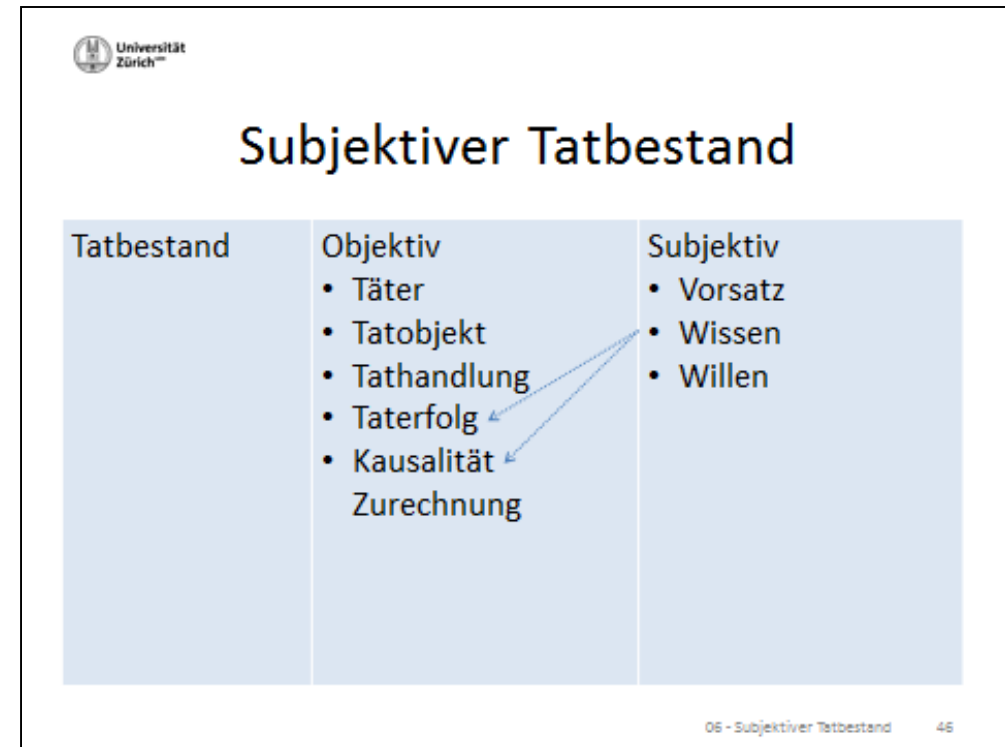 Universität
Zürich UZH
Subjektiver Tatbestand
Tatbestand
Objektiv
• Täter
• Tatobjekt
• Tathandlung
• Taterfolg
• Kausalität
Zurechnung
Subjektiv
• Vorsatz
• Wissen
• Willen
06 - Subjektiver Tatbestand 46